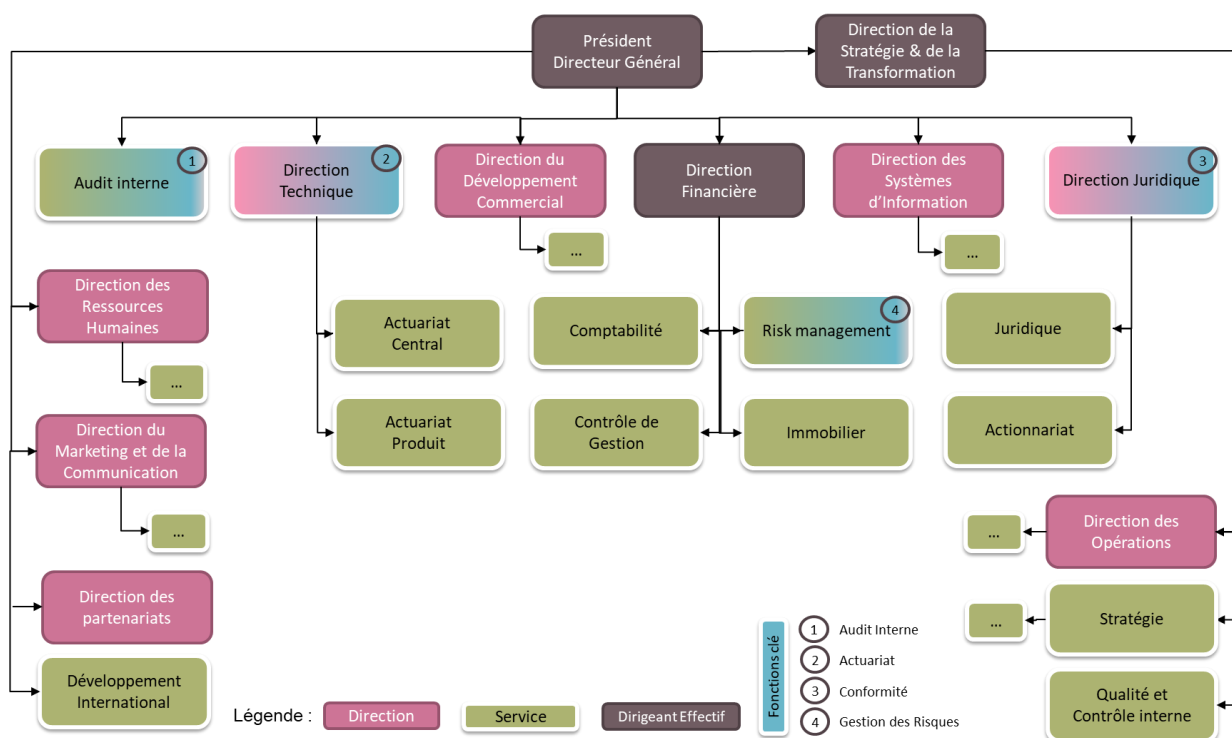 Président
Directeur Général
Direction de la
Stratégie & de la
Transformation
Audit interne
1
Direction
Technique
2
Direction du
Développement
Commercial
...
Direction
Financière
Direction des
Systèmes
d’Information
...
Direction Juridique
3
Direction des
Ressources
Humaines
...
Actuariat
Central
Comptabilité
Risk management
4
Juridique
Direction du
Marketing et de la
Communication
...
Actuariat
Produit
Contrôle de
Gestion
Immobilier
Actionnariat
Direction des
Opérations
...
Direction des
partenariats
Stratégie
...
Développement
International
Qualité et
Contrôle interne
Légende :
Direction
Service
Dirigeant Effectif
Fonctions clé
1 Audit Interne
2 Actuariat
3 Conformité
4 Gestion des Risques